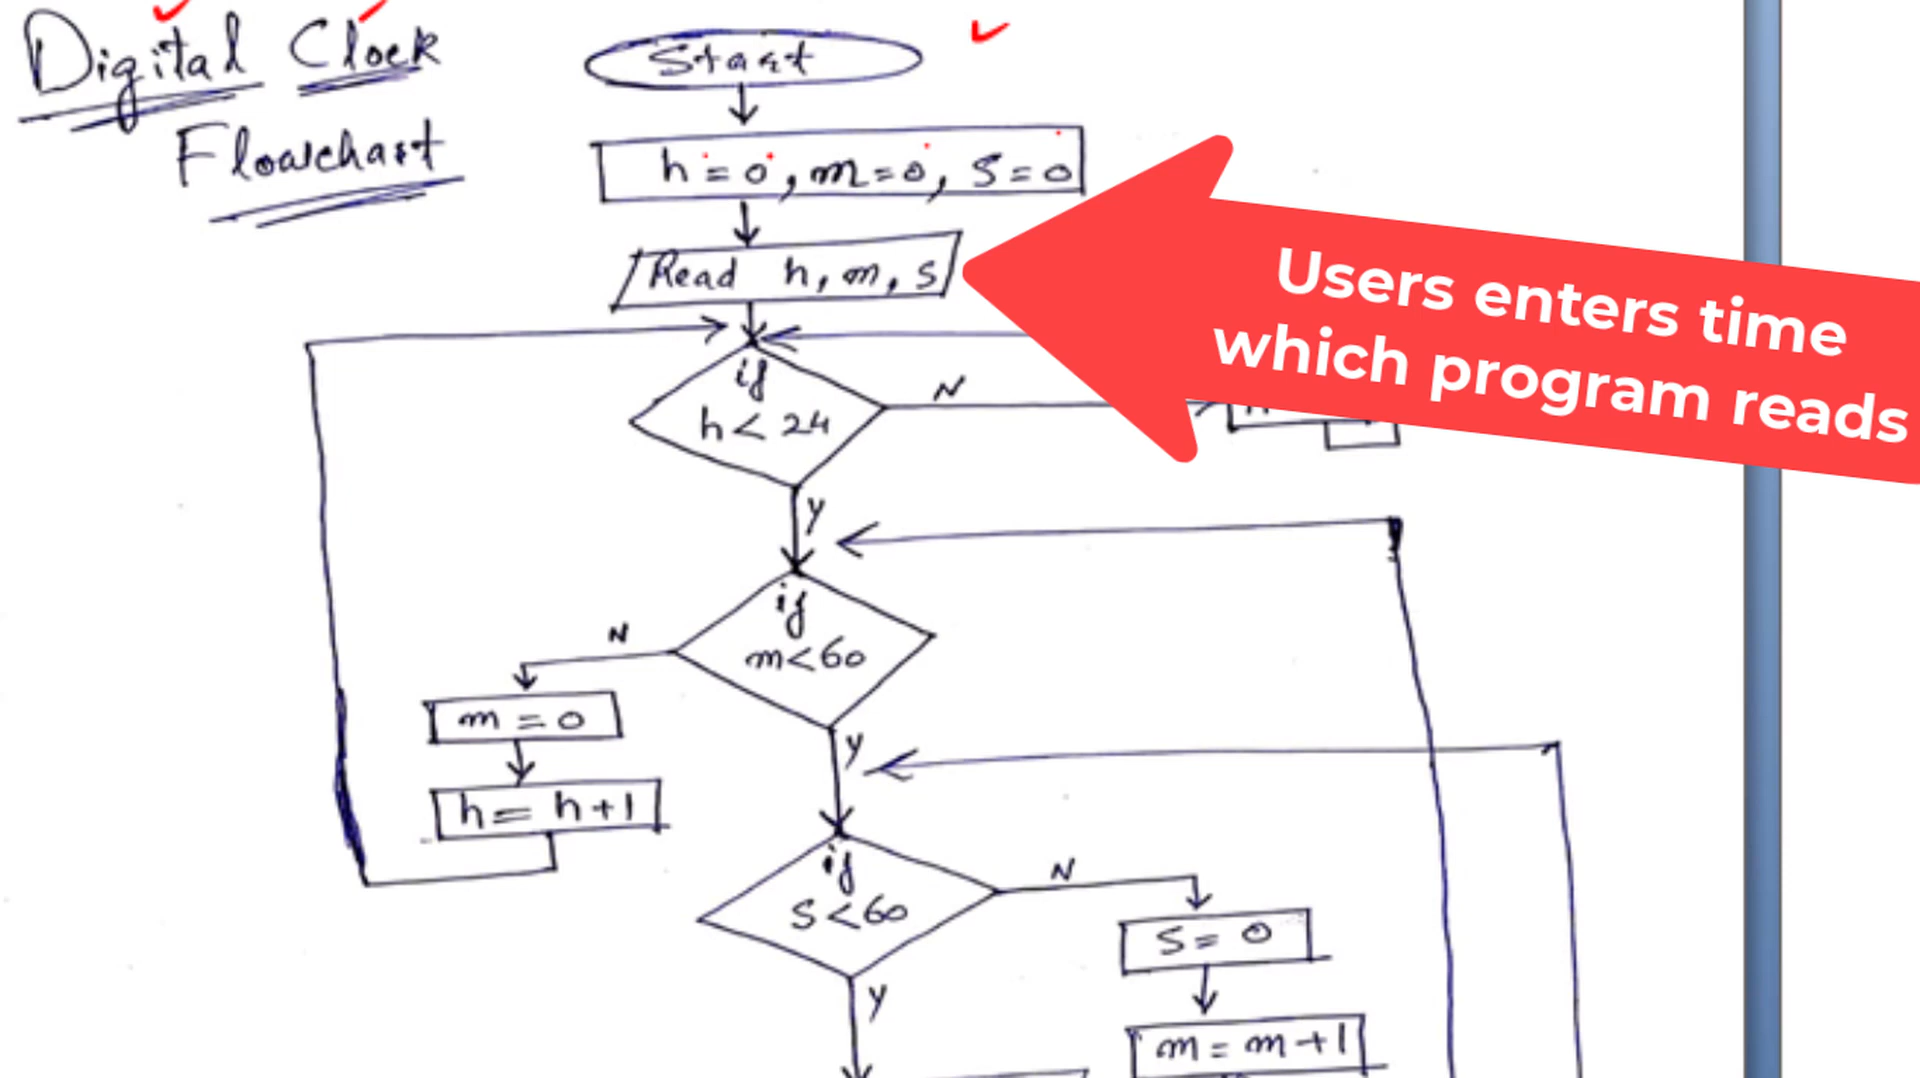 Digital Clock
Flowchart
Start
h=0, m=0, S=0
Read h, m, s
Users enters time
which program reads
if
h < 24
N
Y
if
m<60
N
m = 0
h = h+1
Y
if
S<60
N
S = 0
m = m+1
Y